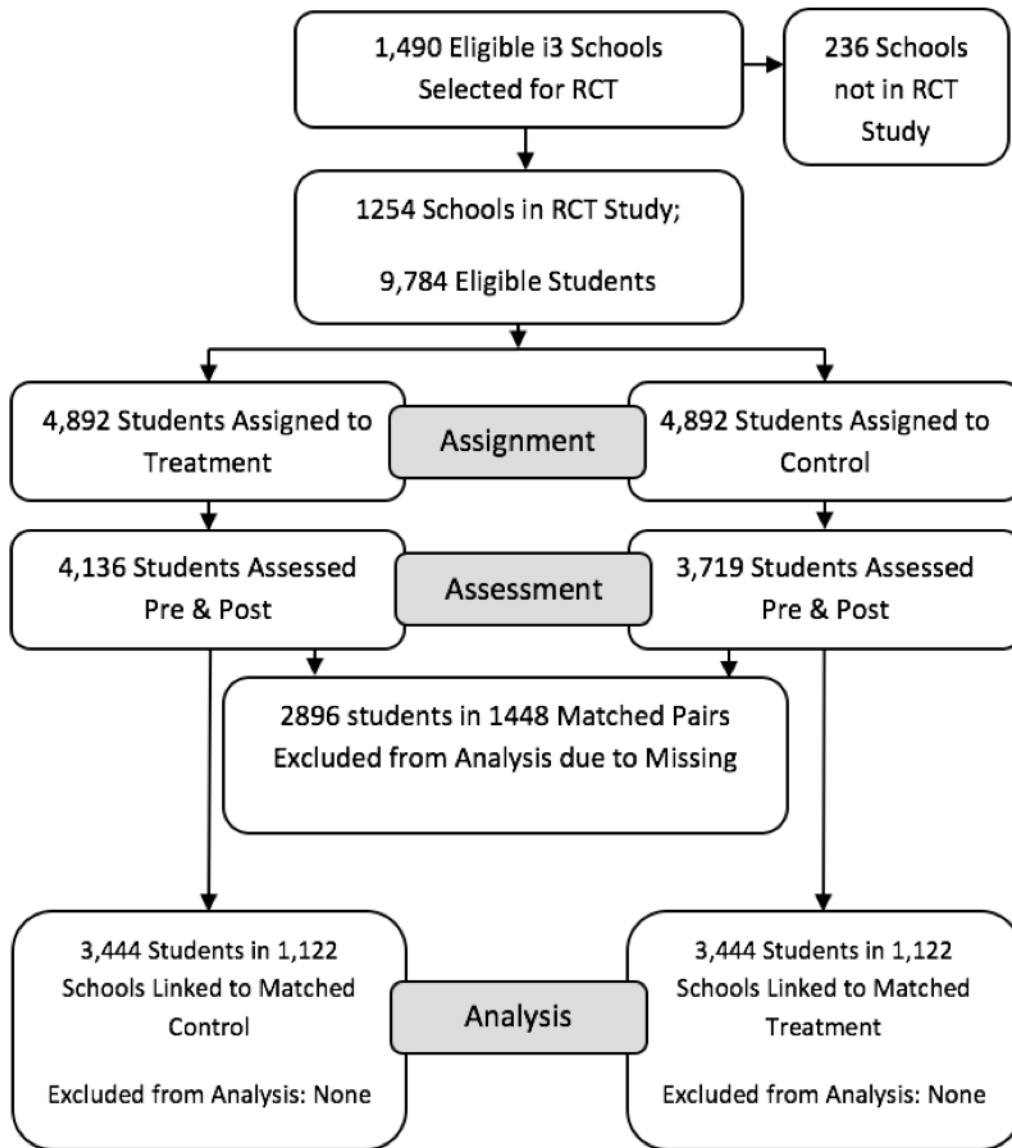 1,490 Eligible i3 Schools
Selected for RCT
236 Schools
not in RCT
Study
1254 Schools in RCT Study;
9,784 Eligible Students
4,892 Students Assigned to
Treatment
Assignment
4,892 Students Assigned to
Control
4,136 Students Assessed
Pre & Post
Assessment
3,719 Students Assessed
Pre & Post
2896 students in 1448 Matched Pairs
Excluded from Analysis due to Missing
3,444 Students in 1,122
Schools Linked to Matched
Control
Excluded from Analysis: None
Analysis
3,444 Students in 1,122
Schools Linked to Matched
Treatment
Excluded from Analysis: None